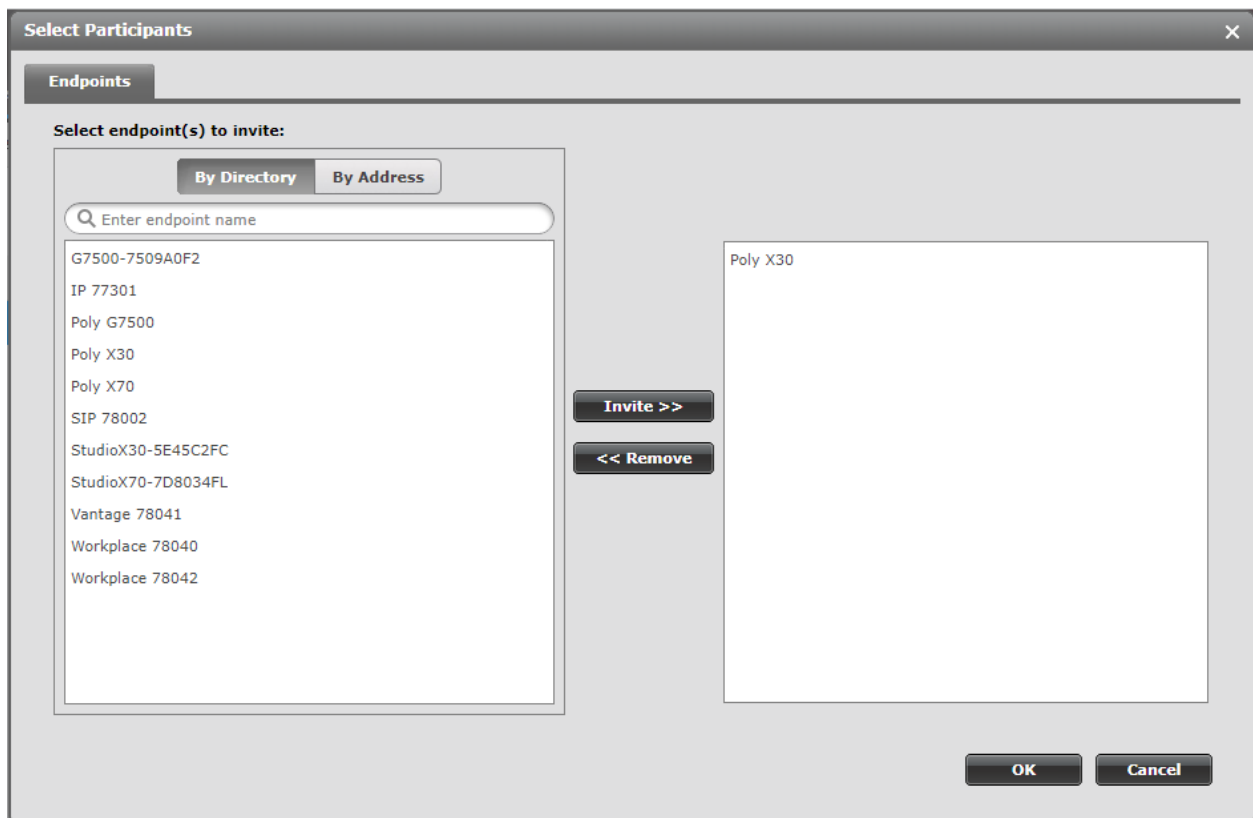 Select Participants
Endpoints
Select endpoint(s) to invite:
By Directory By Address
Enter endpoint name
G7500-7509A0F2
IP 77301
Poly G7500
Poly X30
Poly X70
SIP 78002
StudioX30-5E45C2FC
StudioX70-7D8034FL
Vantage 78041
Workplace 78040
Workplace 78042
Invite >>
<< Remove
Poly X30
OK Cancel